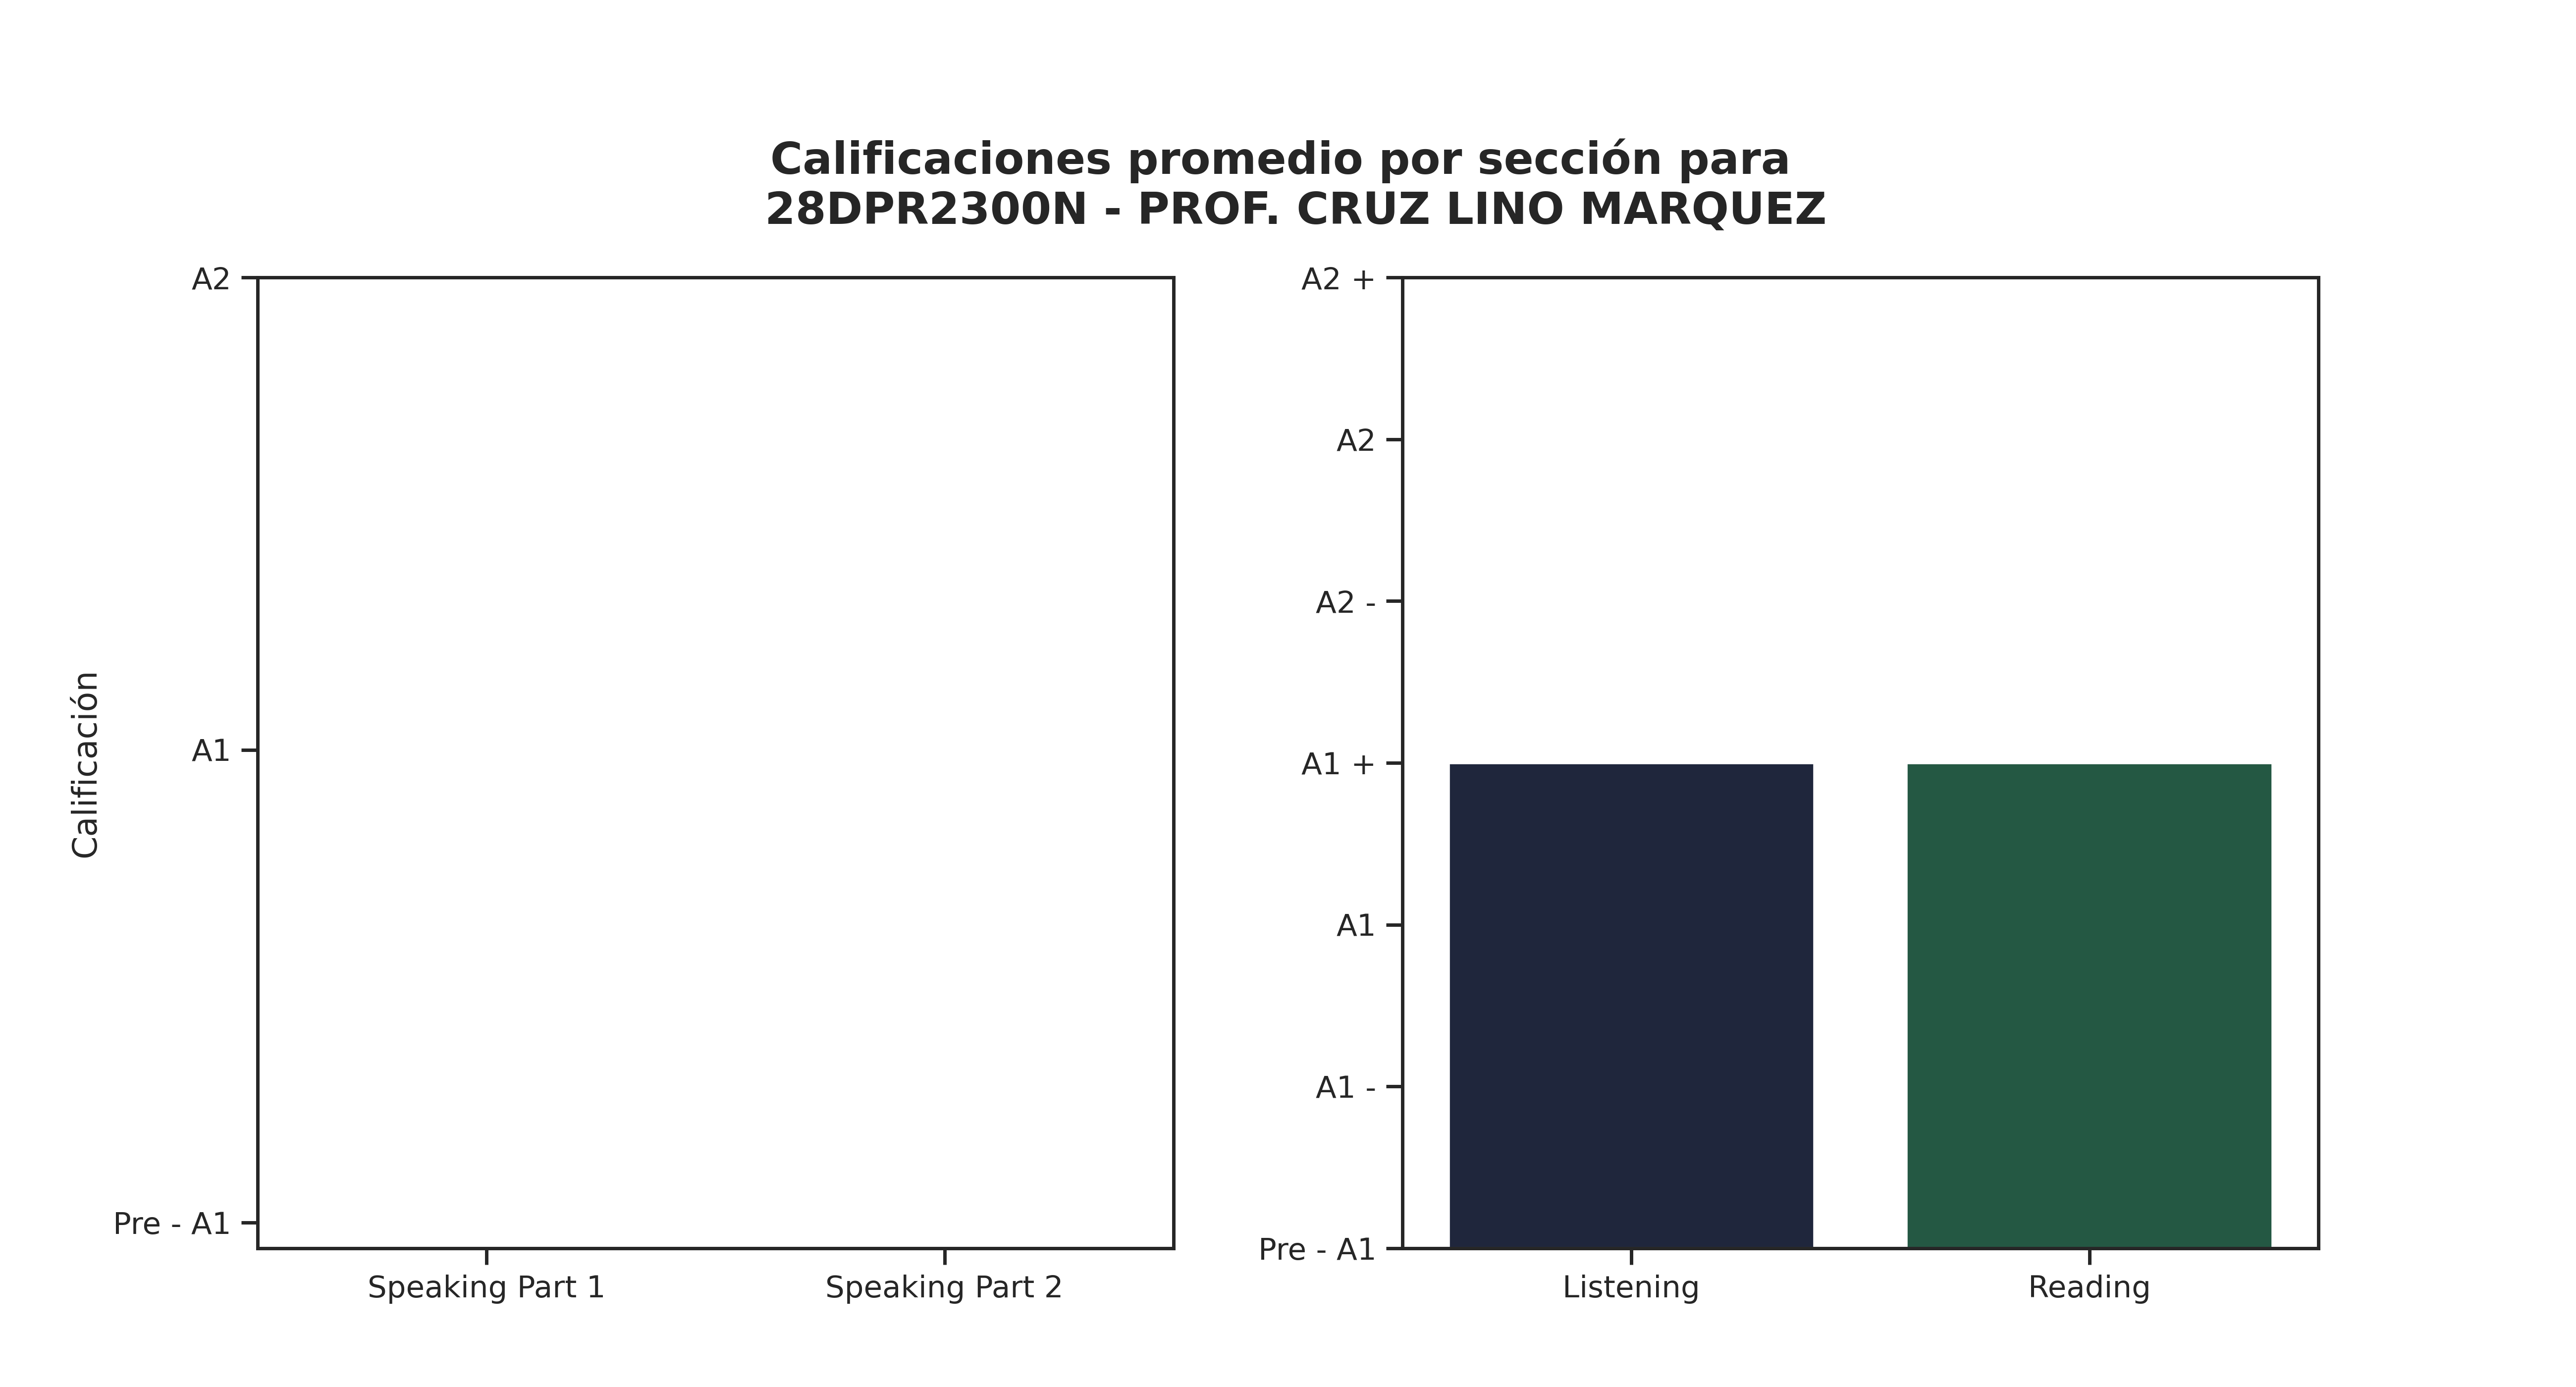 Calificaciones promedio por sección para
28DPR2300N - PROF. CRUZ LINO MARQUEZ
Calificación
A2
A1
Pre - A1
Speaking Part 1
Speaking Part 2
A2 +
A2
A2 -
A1 +
A1
A1 -
Pre - A1
Listening
Reading